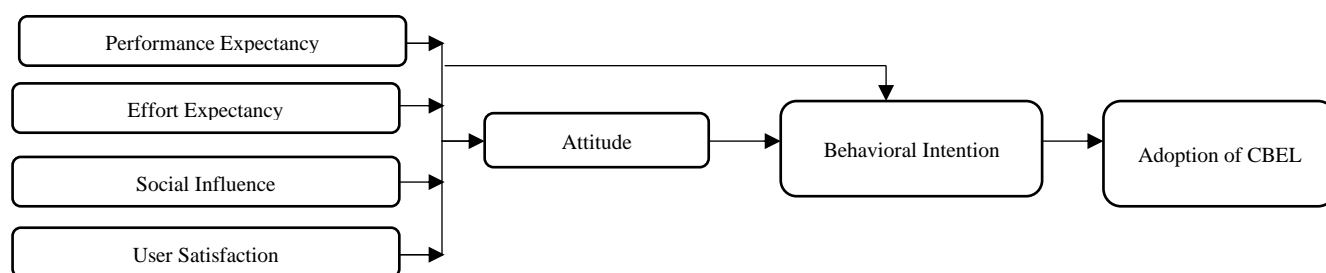 Performance Expectancy
Effort Expectancy
Social Influence
User Satisfaction
Attitude
Behavioral Intention
Adoption of CBEL